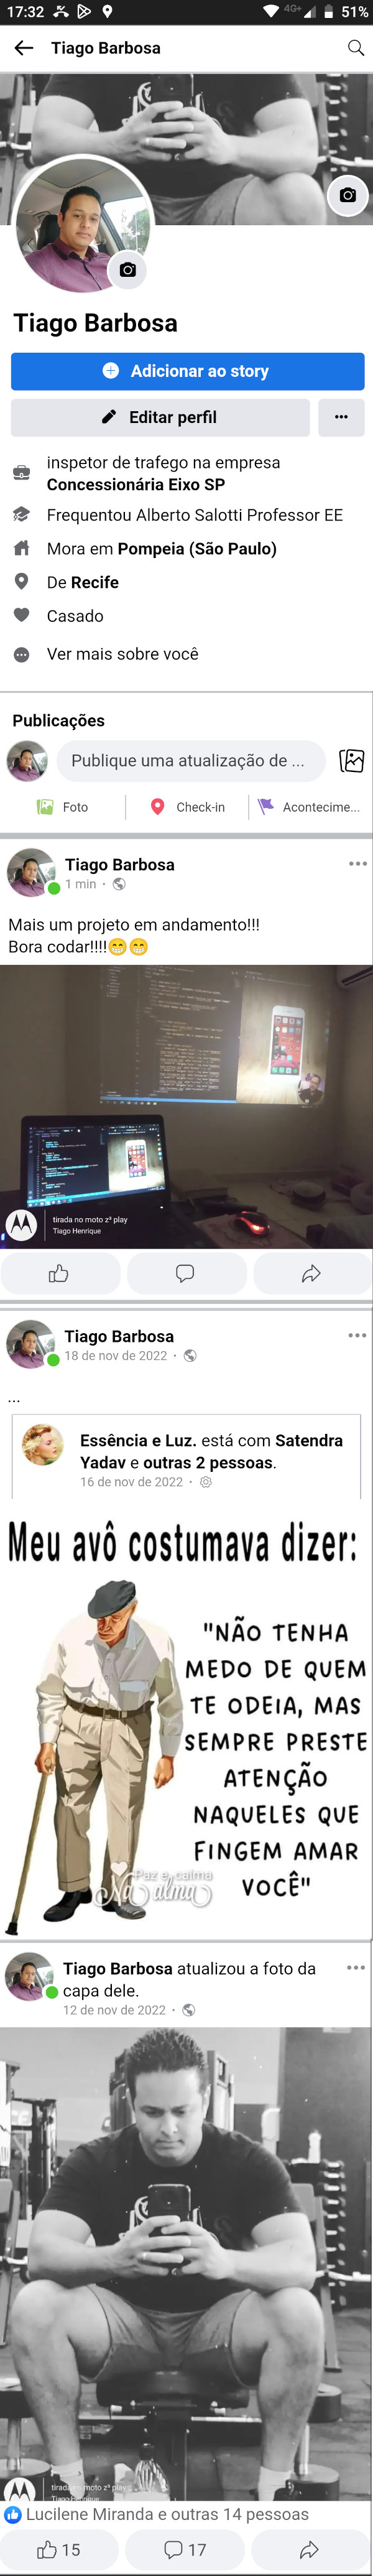 17:32 4G+ 51%
Tiago Barbosa
Tiago Barbosa
Adicionar ao story
Editar perfil
inspetor de trafego na empresa
Concessionária Eixo SP
Frequentou Alberto Salotti Professor EE
Mora em Pompeia (São Paulo)
De Recife
Casado
Ver mais sobre você
Publicações
Publique uma atualização de ...
Foto Check-in Acontecime...
Tiago Barbosa
1 min ·
Mais um projeto em andamento!!!
Bora codar!!!!😁😁
tirada no moto z³ play
Tiago Henrique
Tiago Barbosa
18 de nov de 2022 ·
...
Essência e Luz. está com Satendra
Yadav e outras 2 pessoas.
16 de nov de 2022 ·
Meu avô costumava dizer:
"NÃO TENHA
MEDO DE QUEM
TE ODEIA, MAS
SEMPRE PRESTE
ATENÇÃO
NAQUELES QUE
FINGEM AMAR
VOCÊ"
Paz e calma
Na alma
Tiago Barbosa atualizou a foto da
capa dele.
12 de nov de 2022 ·
tirada no moto z³ play
Tiago Henrique
Lucilene Miranda e outras 14 pessoas
15 17